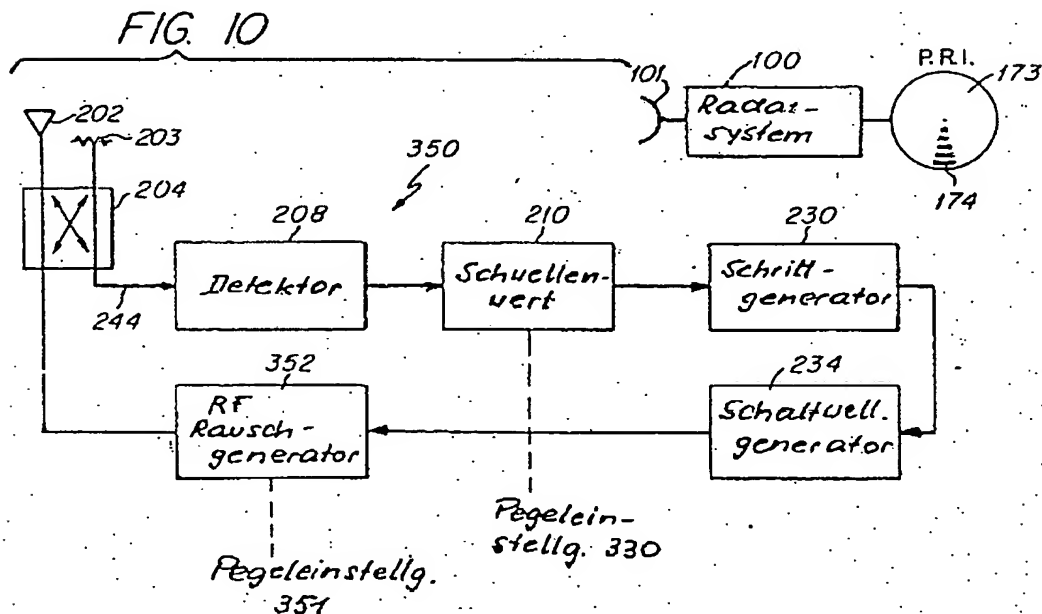 FIG. 10
101
100
P.R.I.
173
Radar-
system
174
202
203
204
350
208
210
230
Detektor
Schwellen-
wert
Schritt-
generator
244
352
234
RF
Rausch-
generator
Schaltwell.
generator
Pegelein-
stellg. 330
Pegeleinstellg.
351